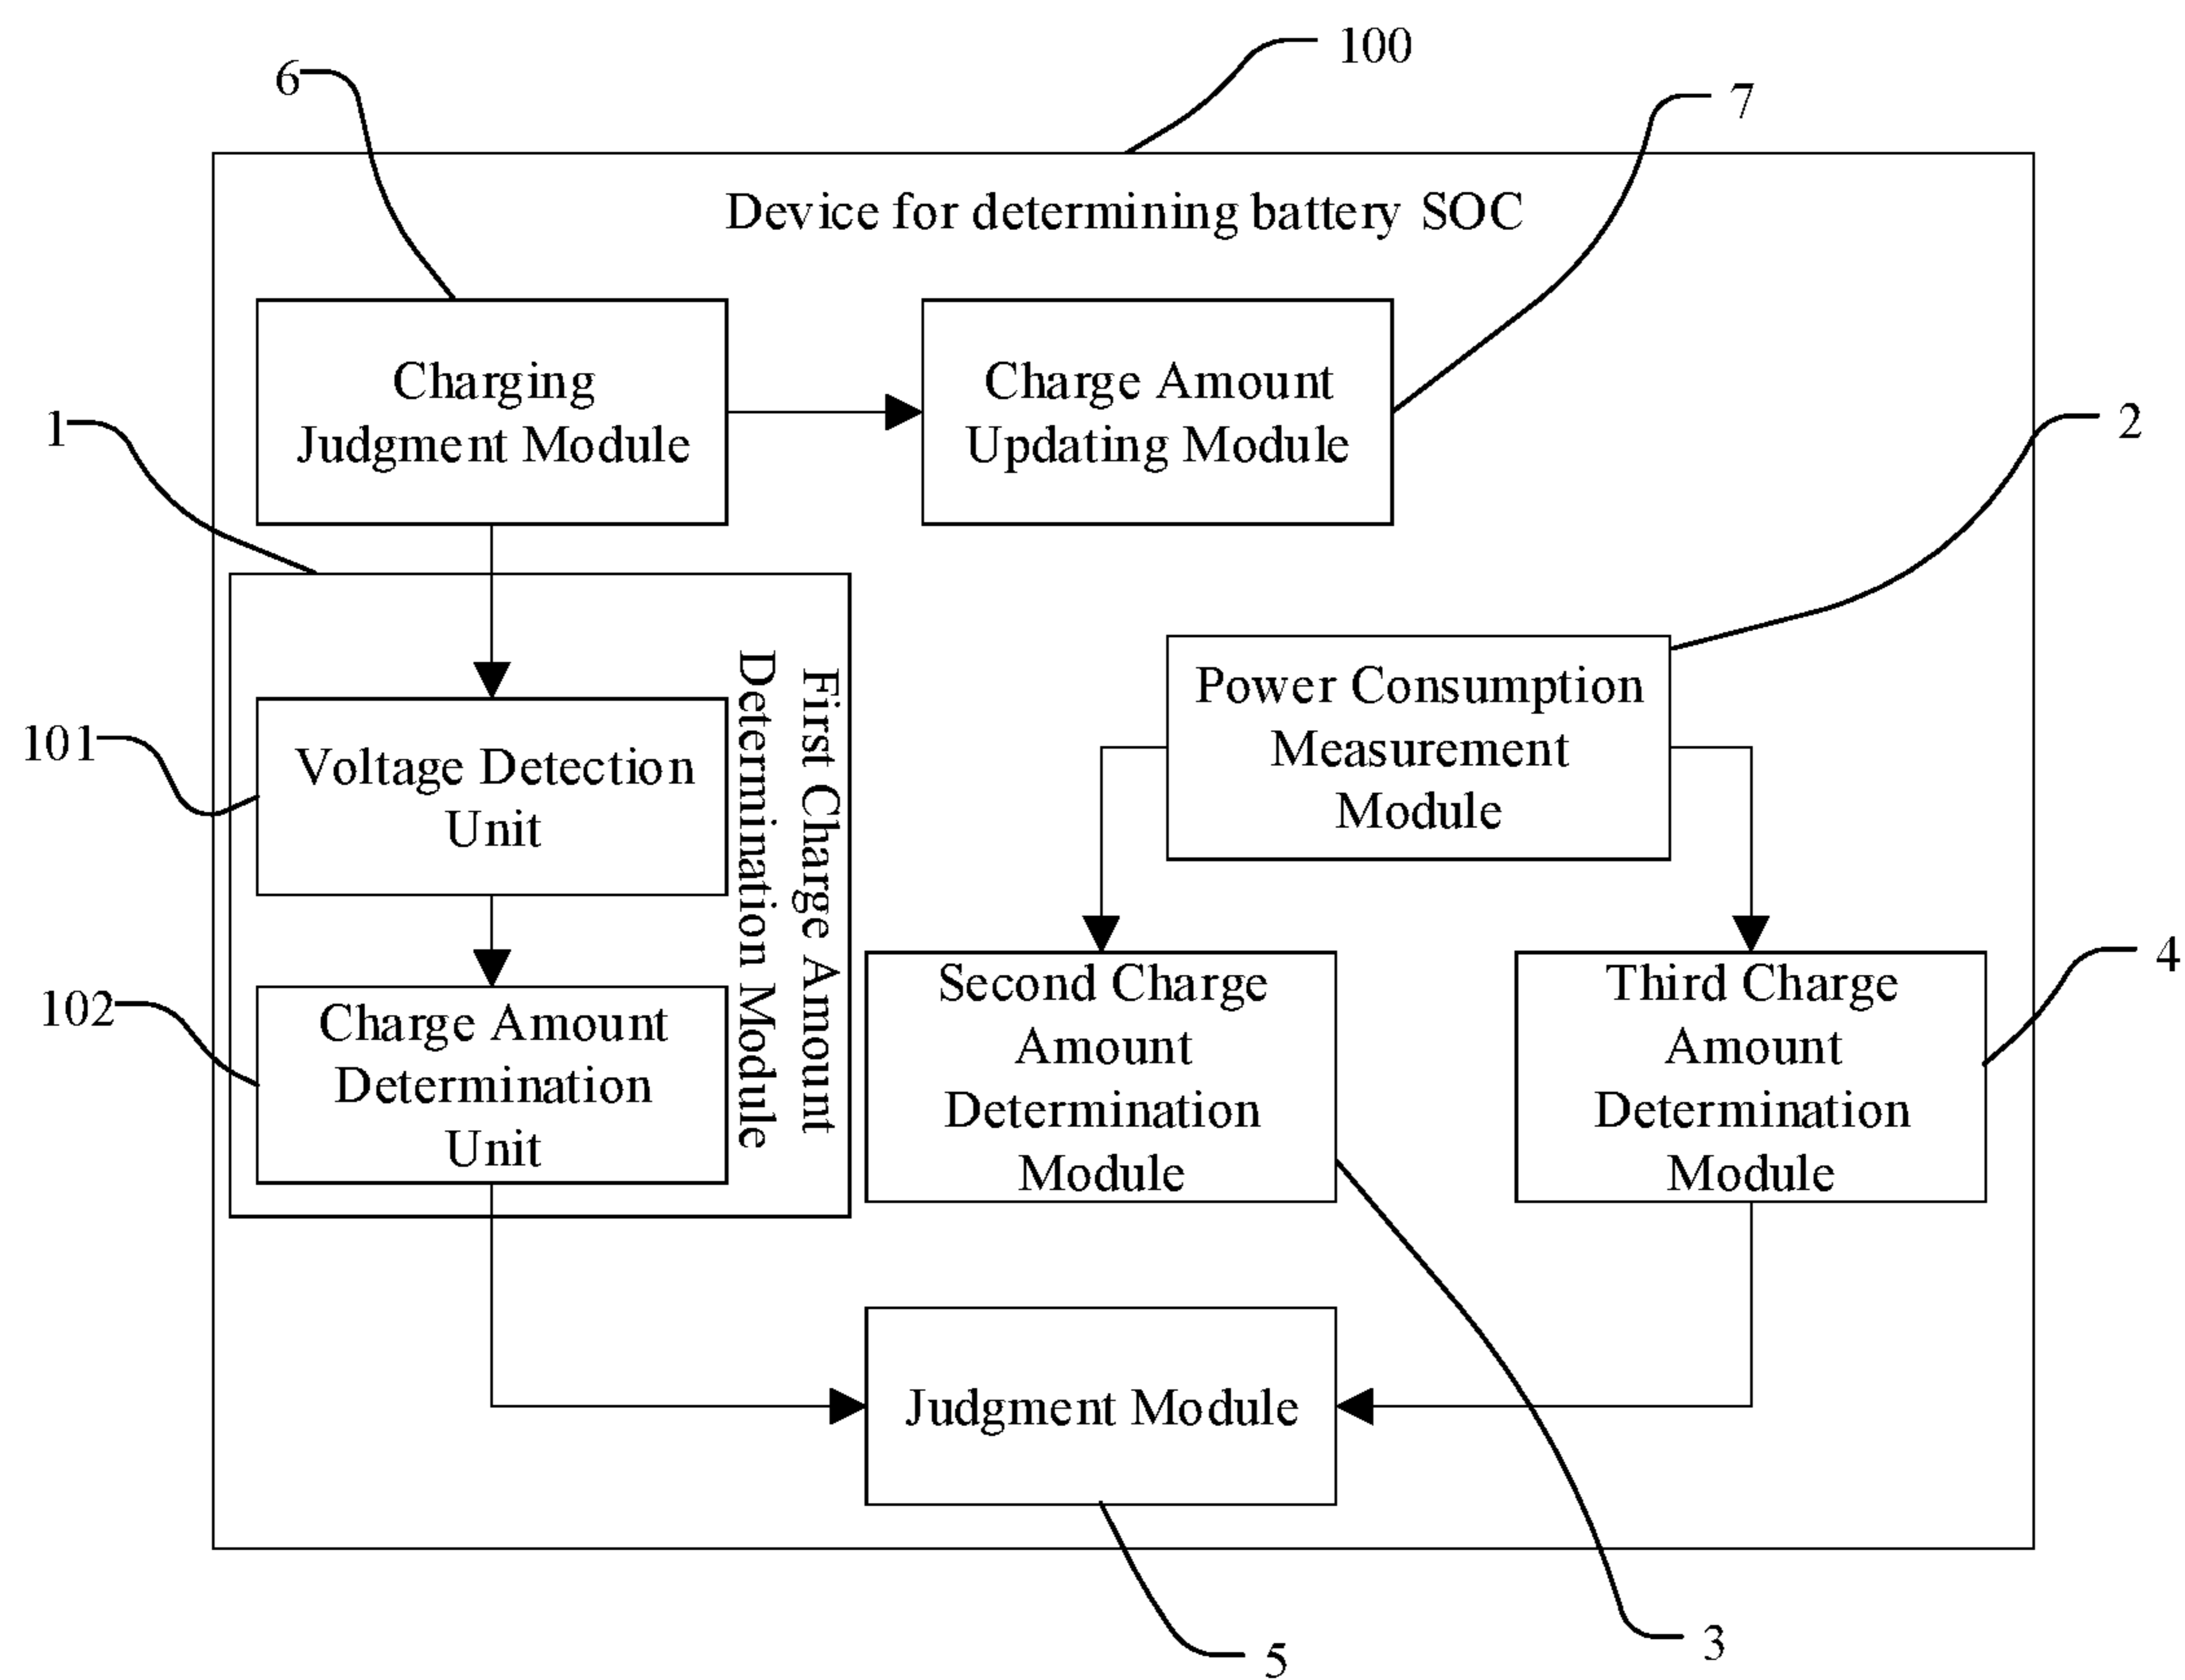 100
6
7
Device for determining battery SOC
Charging
Judgment Module
Charge Amount
Updating Module
1
2
Power Consumption
Measurement
Module
First Charge Amount
Determination Module
101
Voltage Detection
Unit
102
Charge Amount
Determination
Unit
Second Charge
Amount
Determination
Module
Third Charge
Amount
Determination
Module
4
Judgment Module
3
5